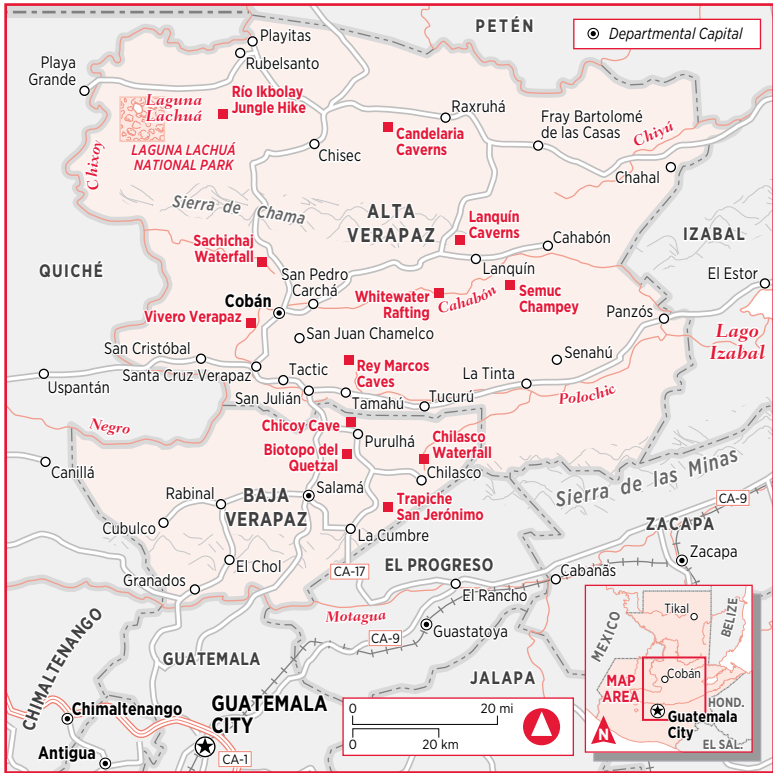 PETÉN
Departmental Capital
Playitas
Rubelsanto
Playa
Grande
Río Ikbolay
Jungle Hike
Laguna
Lachuá
LAGUNA LACHUÁ
NATIONAL PARK
Chixoy
Chisec
Candelaria
Caverns
Raxruhá
Fray Bartolomé
de las Casas
Chiyú
Chahal
Sierra de Chama
ALTA
VERAPAZ
Lanquín
Caverns
Cahabón
IZABAL
Sachichaj
Waterfall
QUICHÉ
San Pedro
Carchá
Lanquín
El Estor
Cobán
Whitewater
Rafting
Cahabón
Semuc
Champey
Vivero Verapaz
Panzós
San Juan Chamelco
Lago
Izabal
San Cristóbal
Senahú
Rey Marcos
Caves
Santa Cruz Verapaz
Tactic
La Tinta
Uspantán
San Julián
Tamahú
Tucurú
Polochic
Negro
Chicoy Cave
Purulhá
Chilasco
Waterfall
Biotopo del
Quetzal
Canillá
Chilasco
Sierra de las Minas
Rabinal
BAJA
VERAPAZ
Salamá
CA-9
Trapiche
San Jerónimo
Cubulco
La Cumbre
ZACAPA
Zacapa
El Chol
CA-17
EL PROGRESO
Cabañas
Granados
El Rancho
Motagua
CA-9
Guastatoya
CHIMALTENANGO
GUATEMALA
JALAPA
Chimaltenango
GUATEMALA
CITY
Antigua
CA-1
0
20 mi
0
20 km
Tikal
MEXICO
BELIZE
Cobán
MAP
AREA
HOND.
Guatemala
City
EL SAL.
N